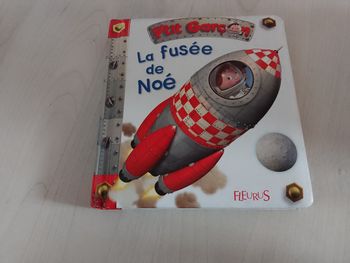 P'tit Garçon
La fusée
de
Noé
FLEURUS